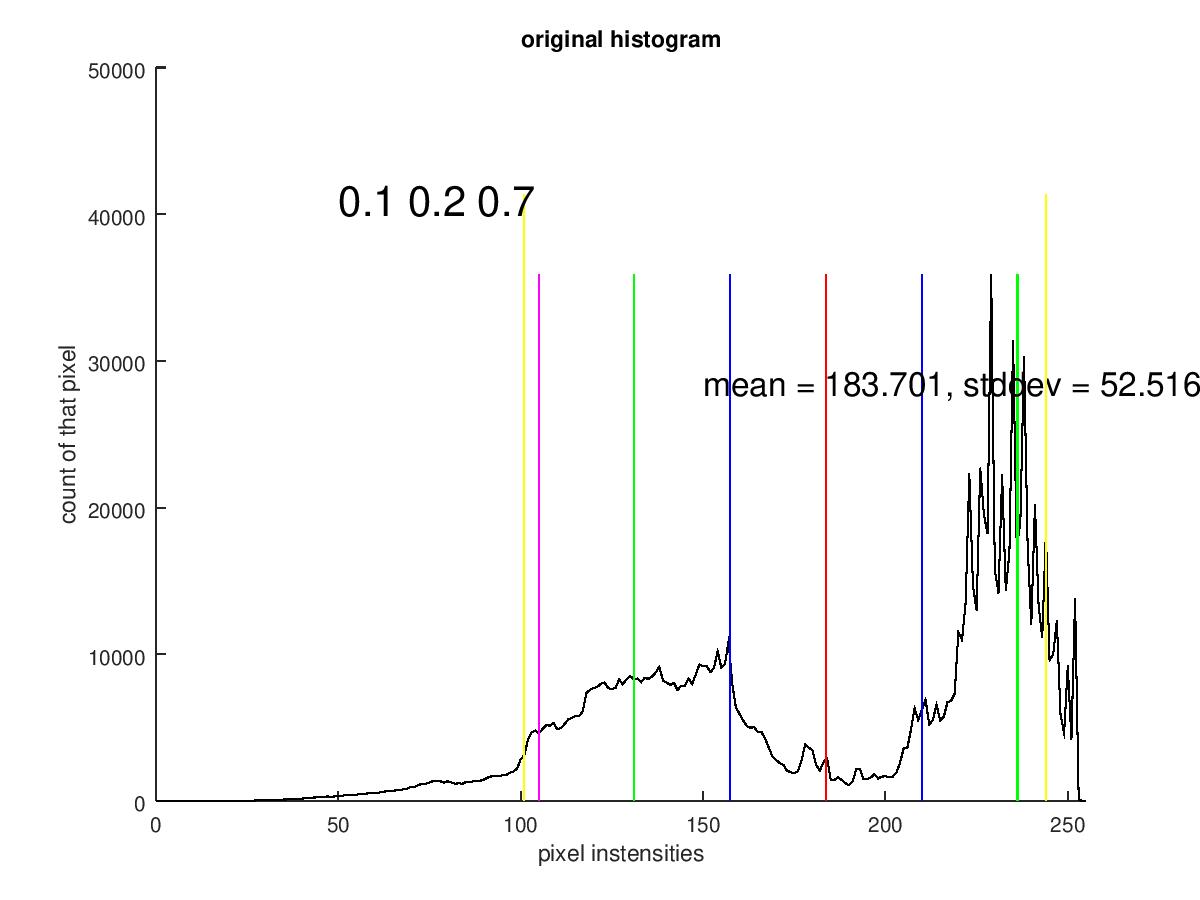 original histogram
50000
0.1 0.2 0.7
40000
30000
mean = 183.701, stddev = 52.516
count of that pixel
20000
10000
0
0 50 100 150 200 250
pixel instensities